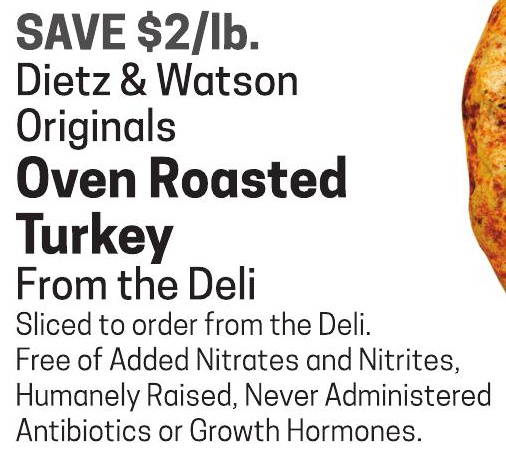 SAVE $2/lb.
Dietz & Watson
Originals
Oven Roasted
Turkey
From the Deli
Sliced to order from the Deli.
Free of Added Nitrates and Nitrites,
Humanely Raised, Never Administered
Antibiotics or Growth Hormones.